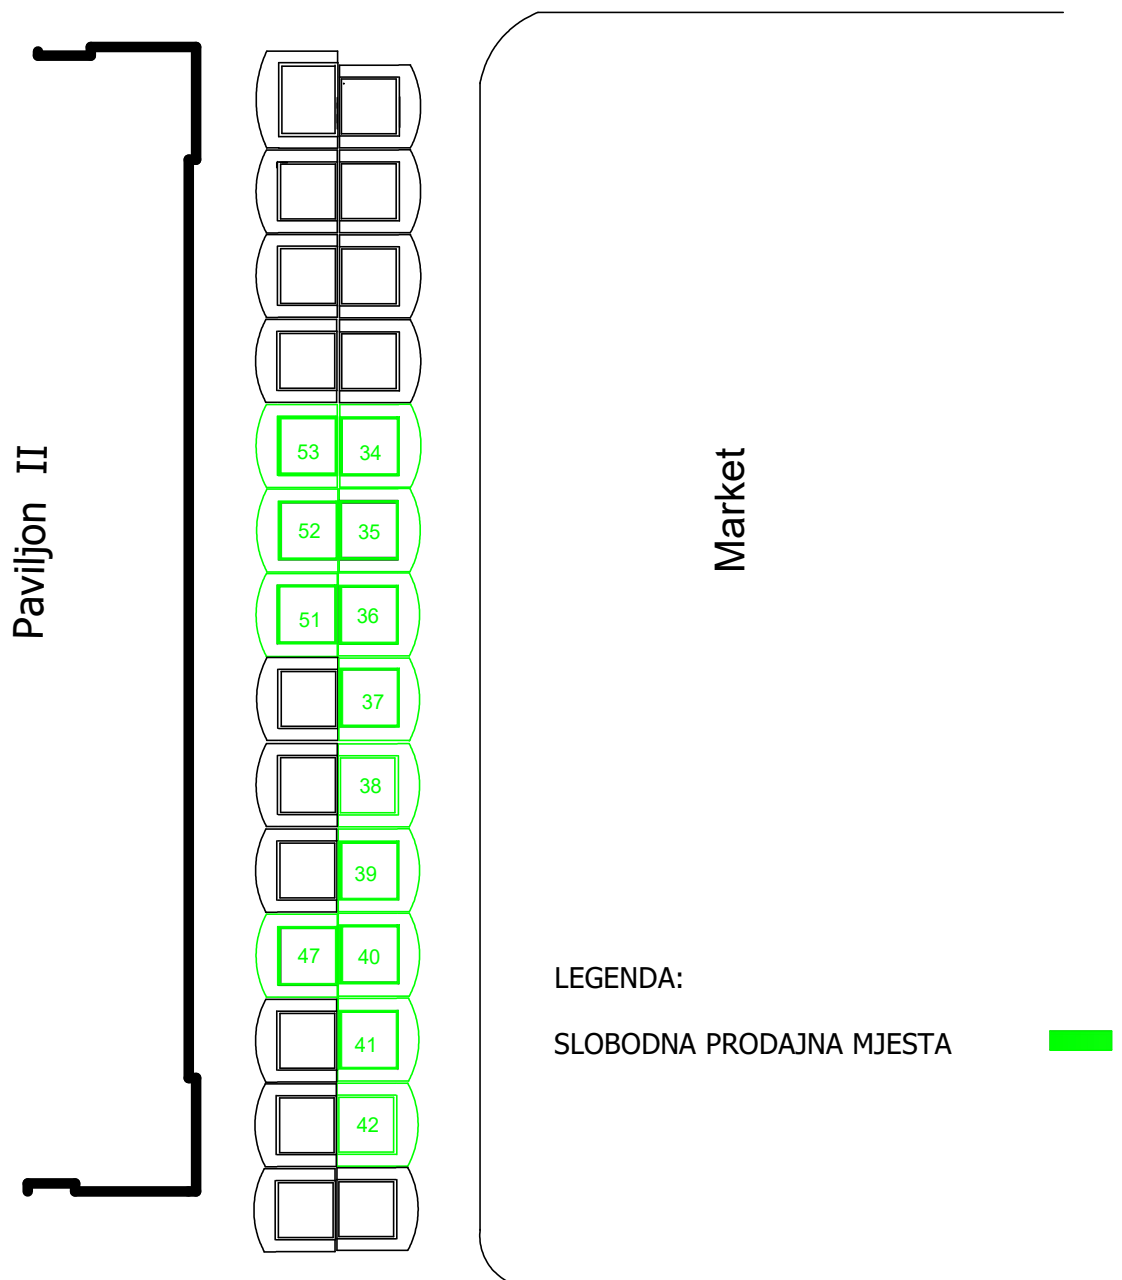 Paviljon II
53 34
52 35
51 36
37
38
39
47 40
41
42
Market
LEGENDA:
SLOBODNA PRODAJNA MJESTA